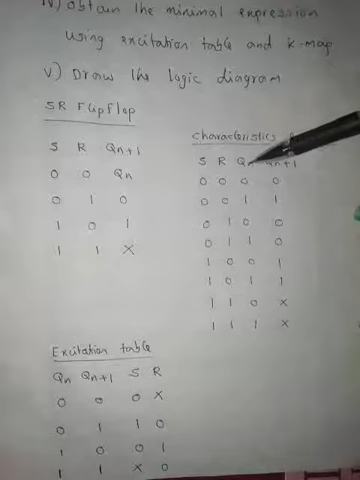 iv) obtain the minimal expression
using excitation table and k-map
v.) Draw the logic diagram
SR FlipFlop
S R Qn+1
0 0 Qn
0 1 0
1 0 1
1 1 X
Characteristics
S R Qn Qn+1
0 0 0 0
0 0 1 1
0 1 0 0
0 1 1 0
1 0 0 1
1 0 1 1
1 1 0 X
1 1 1 X
Excitation table
Qn Qn+1 S R
0 0 0 X
0 1 1 0
1 0 0 1
1 1 X 0